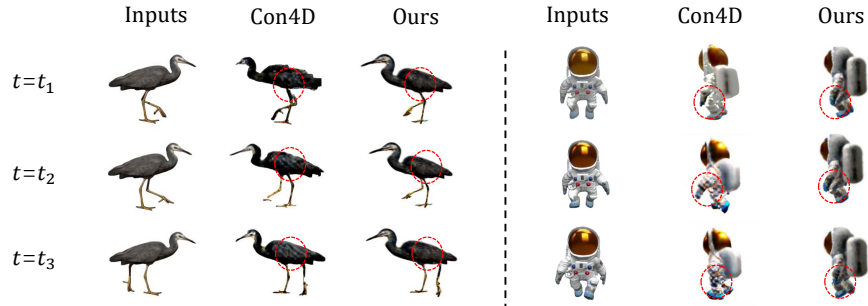 Inputs Con4D Ours Inputs Con4D Ours
t=t₁
t=t₂
t=t₃